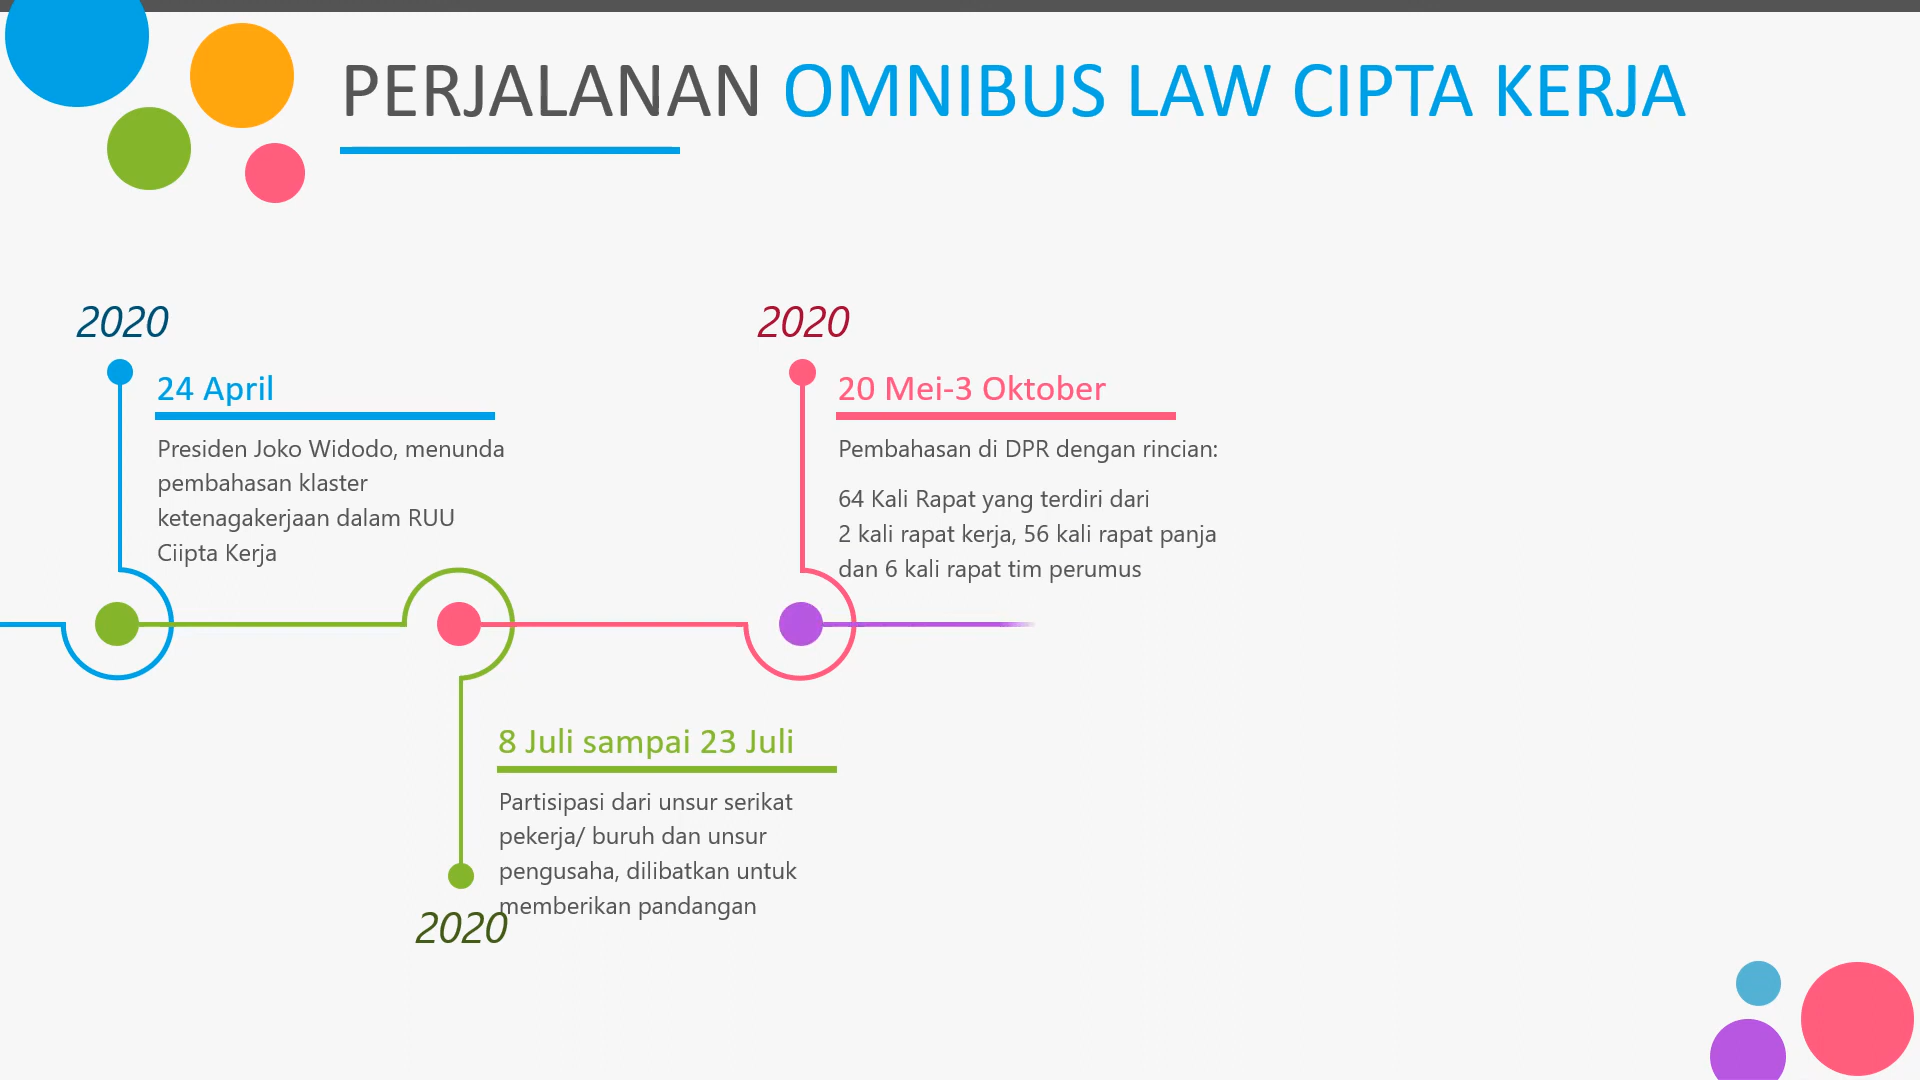 PERJALANAN OMNIBUS LAW CIPTA KERJA
2020
24 April
Presiden Joko Widodo, menunda
pembahasan klaster
ketenagakerjaan dalam RUU
Ciipta Kerja
8 Juli sampai 23 Juli
Partisipasi dari unsur serikat
pekerja/ buruh dan unsur
pengusaha, dilibatkan untuk
memberikan pandangan
2020
2020
20 Mei-3 Oktober
Pembahasan di DPR dengan rincian:
64 Kali Rapat yang terdiri dari
2 kali rapat kerja, 56 kali rapat panja
dan 6 kali rapat tim perumus